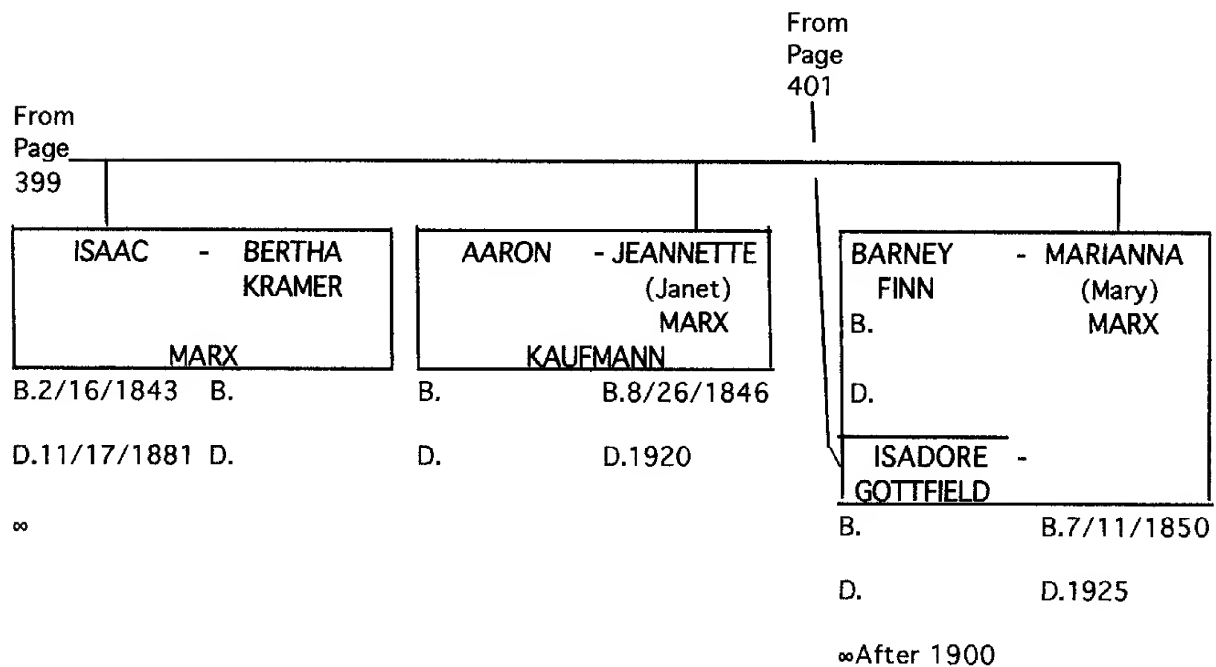 From
Page
401
From
Page
399
ISAAC - BERTHA
KRAMER
MARX
B.2/16/1843 B.
D.11/17/1881 D.
∞
AARON - JEANNETTE
(Janet)
MARX
KAUFMANN
B. B.8/26/1846
D. D.1920
BARNEY - MARIANNA
FINN (Mary)
B. MARX
D.
ISADORE -
GOTTFIELD
B. B.7/11/1850
D. D.1925
∞After 1900